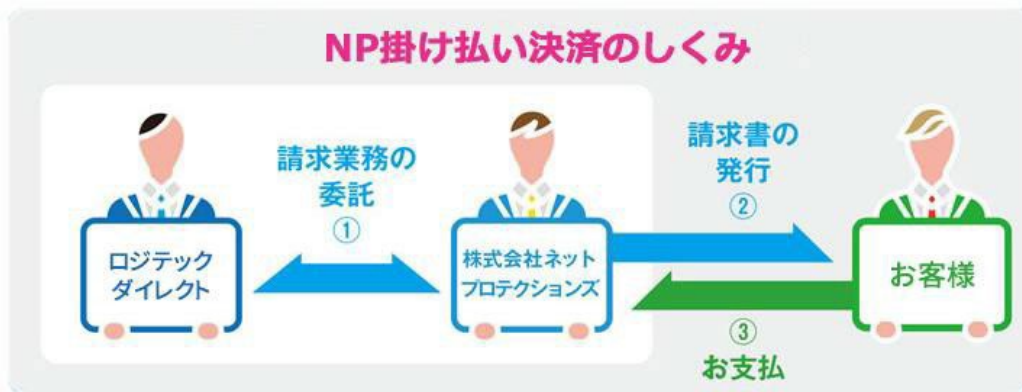 NP掛け払い決済のしくみ
請求業務の
委託
①
請求書の
発行
②
ロジテック
ダイレクト
株式会社ネット
プロテクションズ
お客様
③
お支払